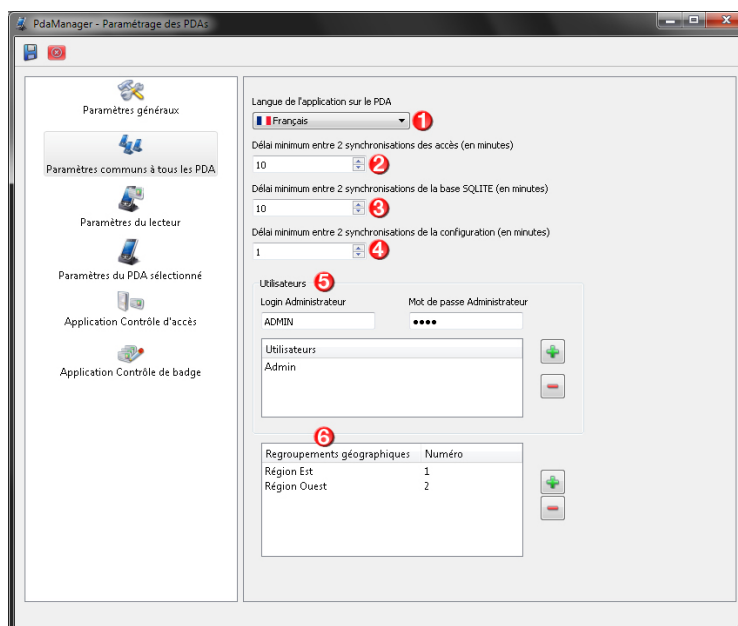 PdaManager - Paramétrage des PDAs
Paramètres généraux
Paramètres communs à tous les PDA
Paramètres du lecteur
Paramètres du PDA sélectionné
Application Contrôle d'accès
Application Contrôle de badge
Langue de l'application sur le PDA
Français 1
Délai minimum entre 2 synchronisations des accès (en minutes)
10 2
Délai minimum entre 2 synchronisations de la base SQLITE (en minutes)
10 3
Délai minimum entre 2 synchronisations de la configuration (en minutes)
1 4
Utilisateurs 5
Login Administrateur Mot de passe Administrateur
ADMIN ••••
Utilisateurs
Admin
6
Regroupements géographiques Numéro
Région Est 1
Région Ouest 2